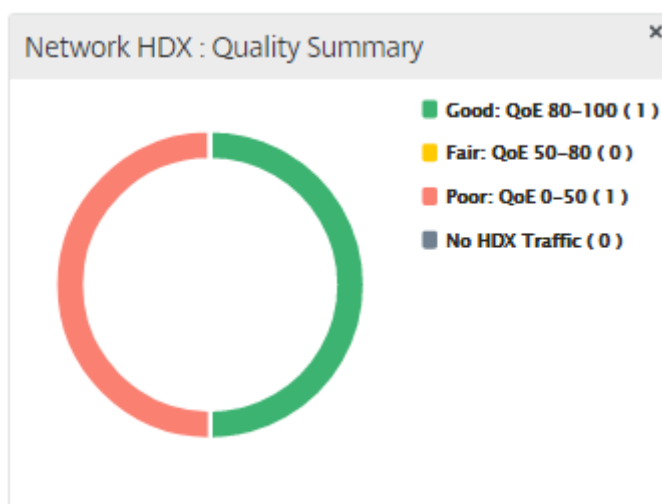 Network HDX : Quality Summary
Good: QoE 80–100 ( 1 )
Fair: QoE 50–80 ( 0 )
Poor: QoE 0–50 ( 1 )
No HDX Traffic ( 0 )